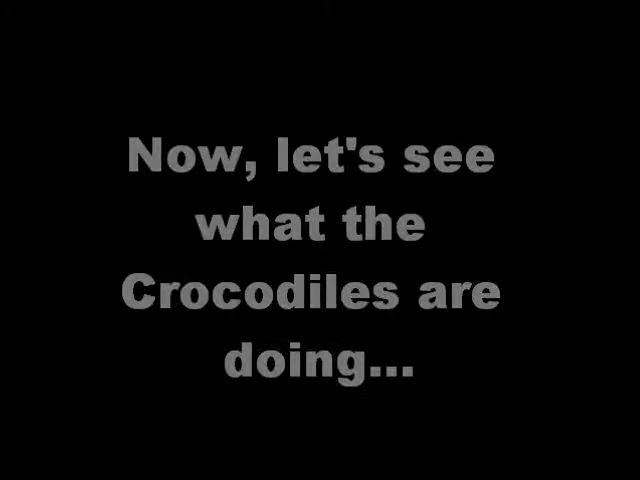 Now, let's see
what the
Crocodiles are
doing...